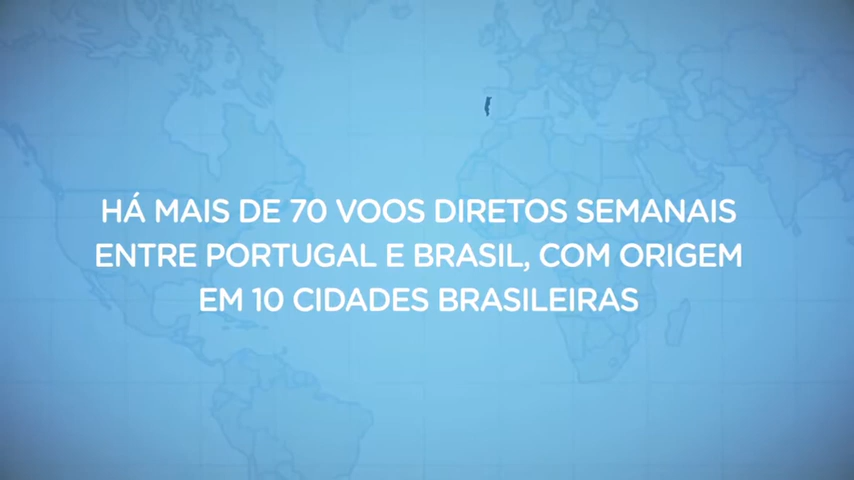 HÁ MAIS DE 70 VOOS DIRETOS SEMANAIS
ENTRE PORTUGAL E BRASIL, COM ORIGEM
EM 10 CIDADES BRASILEIRAS